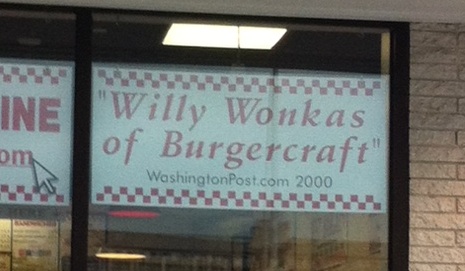 INE
om
"Willy Wonkas
of Burgercraft"
WashingtonPost.com 2000